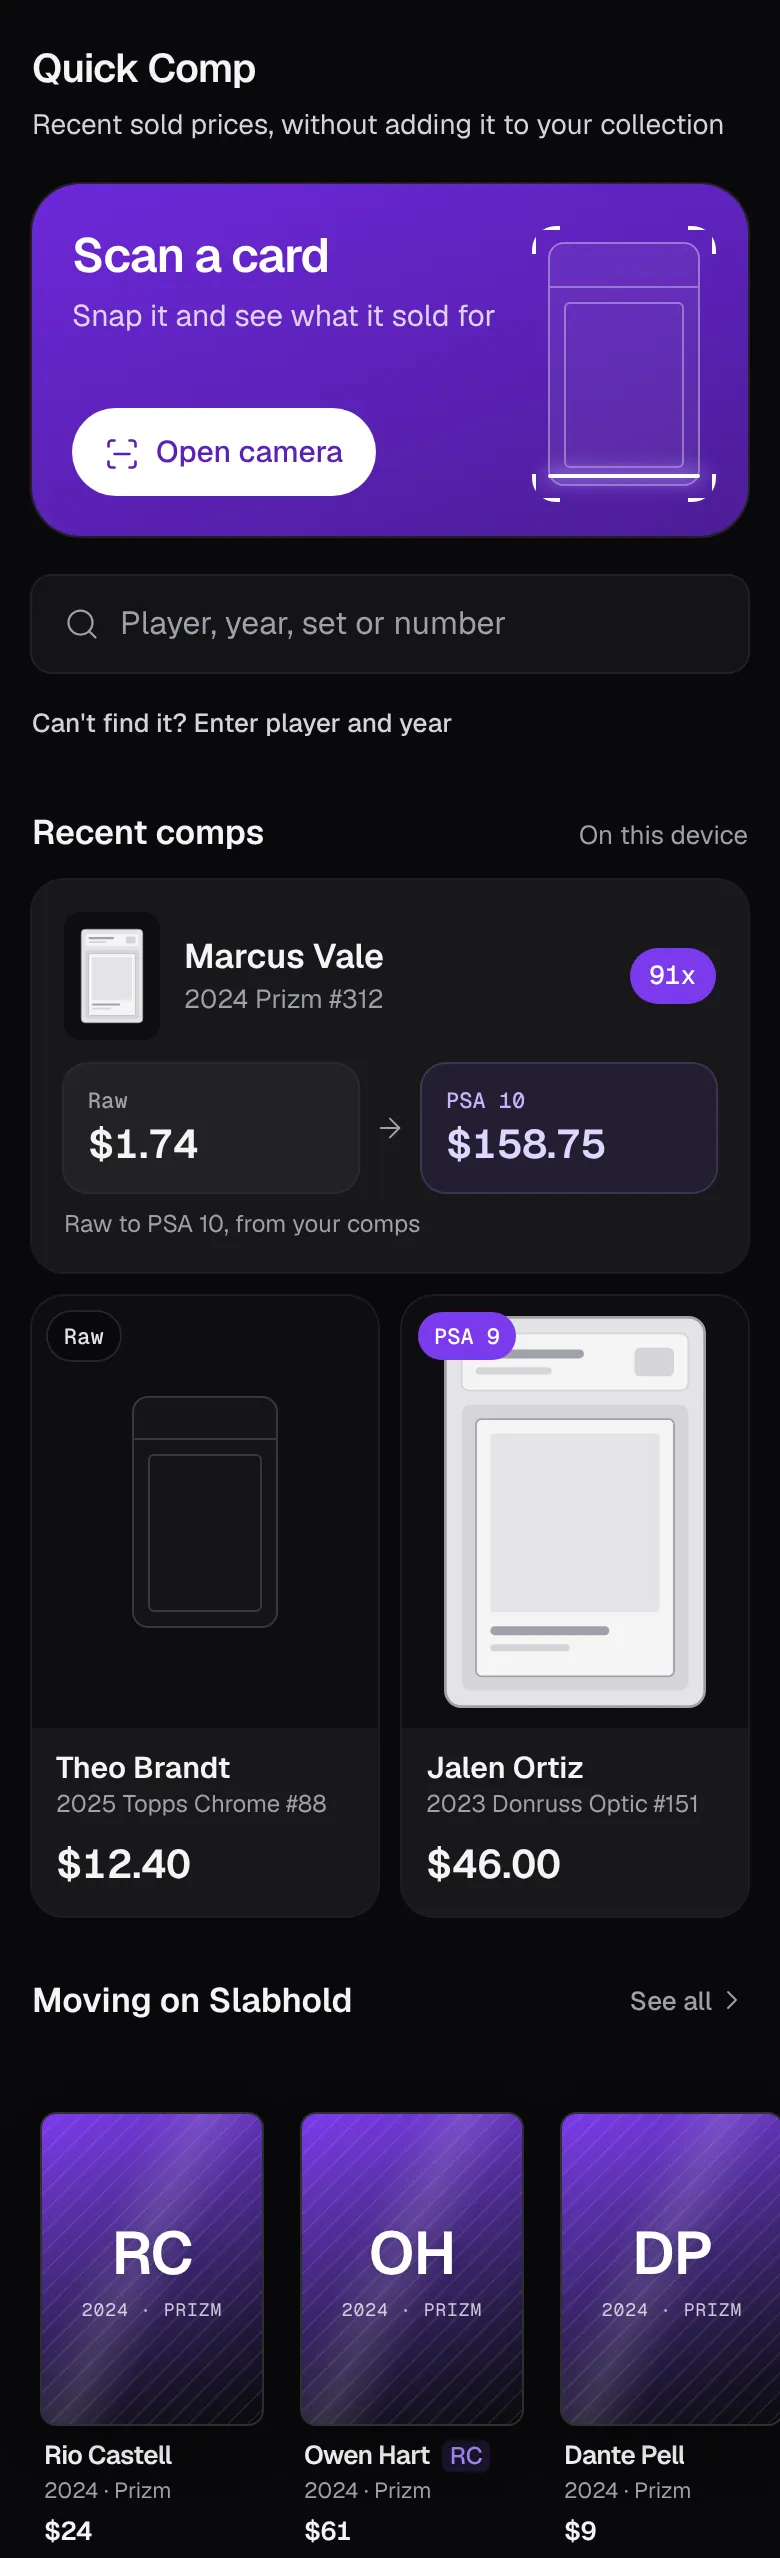 Quick Comp
Recent sold prices, without adding it to your collection
Scan a card
Snap it and see what it sold for
Open camera
Player, year, set or number
Can't find it? Enter player and year
Recent comps
On this device
Marcus Vale
2024 Prizm #312
91x
Raw
$1.74
PSA 10
$158.75
Raw to PSA 10, from your comps
Raw
Theo Brandt
2025 Topps Chrome #88
$12.40
PSA 9
Jalen Ortiz
2023 Donruss Optic #151
$46.00
Moving on Slabhold
See all
RC
2024 · PRIZM
Rio Castell
2024 · Prizm
$24
OH
2024 · PRIZM
Owen Hart RC
2024 · Prizm
$61
DP
2024 · PRIZM
Dante Pell
2024 · Prizm
$9